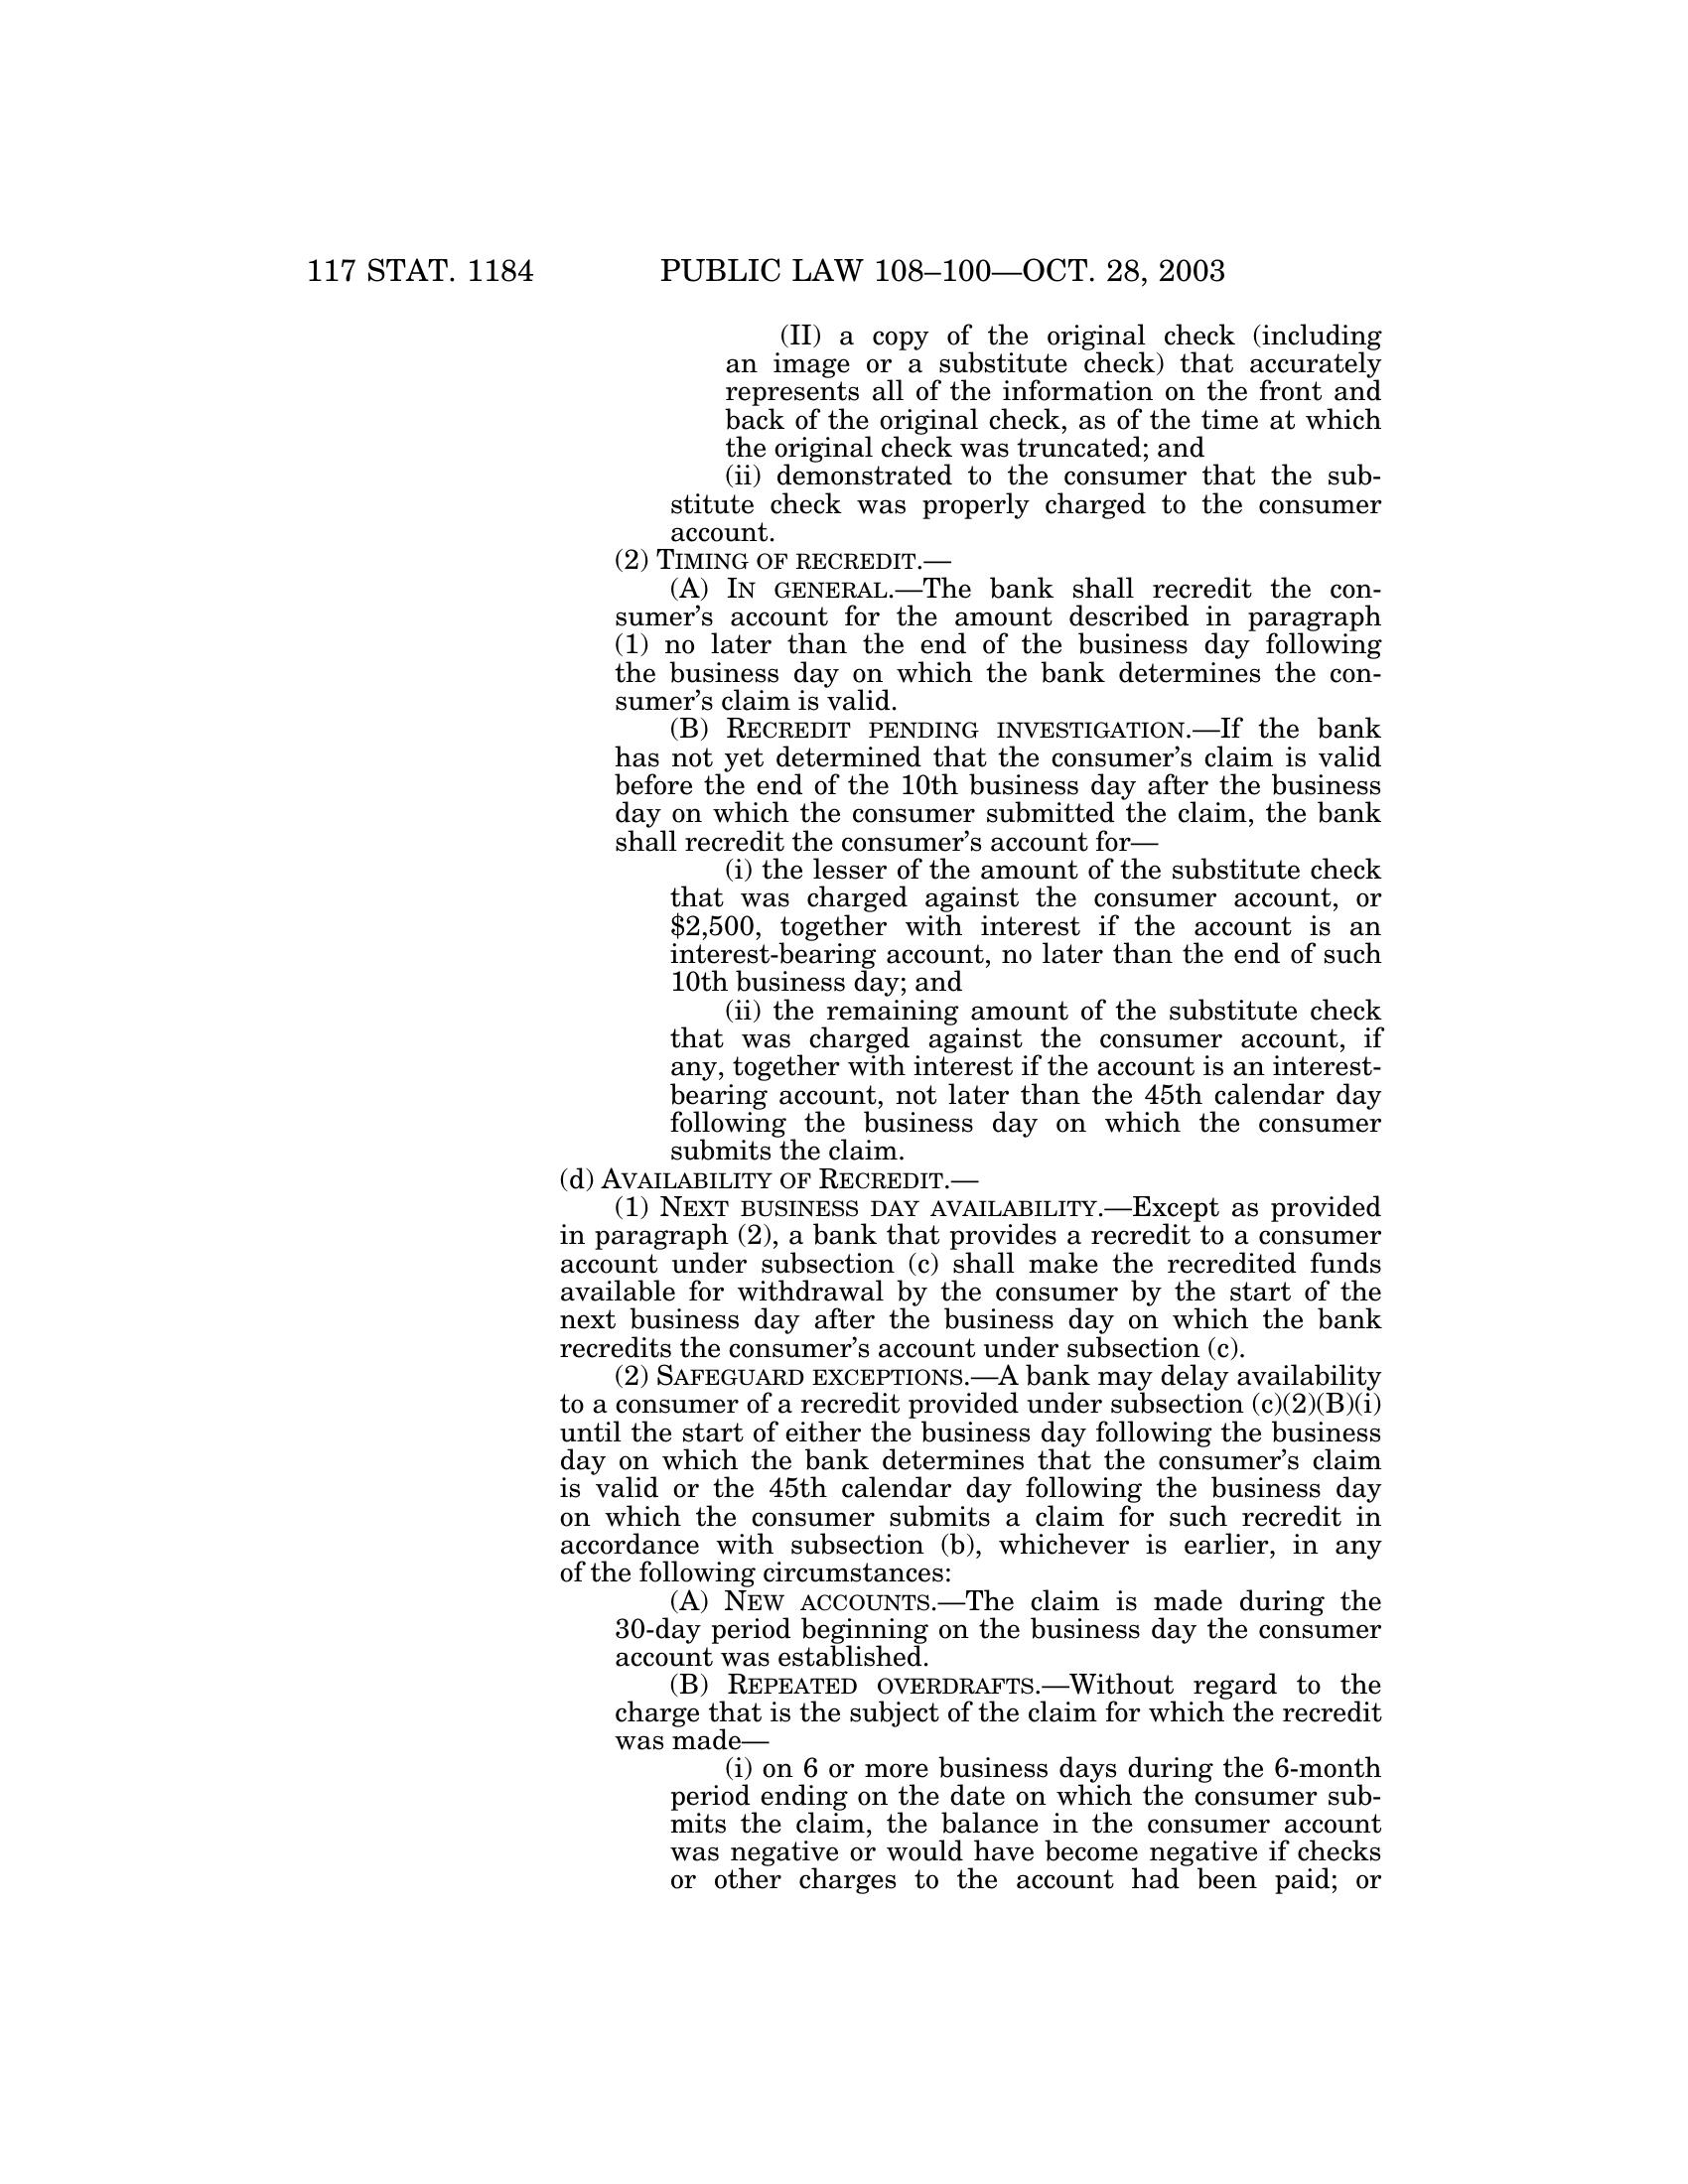 117 STAT. 1184 PUBLIC LAW 108–100—OCT. 28, 2003
(II) a copy of the original check (including
an image or a substitute check) that accurately
represents all of the information on the front and
back of the original check, as of the time at which
the original check was truncated; and
(ii) demonstrated to the consumer that the sub-
stitute check was properly charged to the consumer
account.
(2) TIMING OF RECREDIT.—
(A) IN GENERAL.—The bank shall recredit the con-
sumer’s account for the amount described in paragraph
(1) no later than the end of the business day following
the business day on which the bank determines the con-
sumer’s claim is valid.
(B) RECREDIT PENDING INVESTIGATION.—If the bank
has not yet determined that the consumer’s claim is valid
before the end of the 10th business day after the business
day on which the consumer submitted the claim, the bank
shall recredit the consumer’s account for—
(i) the lesser of the amount of the substitute check
that was charged against the consumer account, or
$2,500, together with interest if the account is an
interest-bearing account, no later than the end of such
10th business day; and
(ii) the remaining amount of the substitute check
that was charged against the consumer account, if
any, together with interest if the account is an interest-
bearing account, not later than the 45th calendar day
following the business day on which the consumer
submits the claim.
(d) AVAILABILITY OF RECREDIT.—
(1) NEXT BUSINESS DAY AVAILABILITY.—Except as provided
in paragraph (2), a bank that provides a recredit to a consumer
account under subsection (c) shall make the recredited funds
available for withdrawal by the consumer by the start of the
next business day after the business day on which the bank
recredits the consumer’s account under subsection (c).
(2) SAFEGUARD EXCEPTIONS.—A bank may delay availability
to a consumer of a recredit provided under subsection (c)(2)(B)(i)
until the start of either the business day following the business
day on which the bank determines that the consumer’s claim
is valid or the 45th calendar day following the business day
on which the consumer submits a claim for such recredit in
accordance with subsection (b), whichever is earlier, in any
of the following circumstances:
(A) NEW ACCOUNTS.—The claim is made during the
30-day period beginning on the business day the consumer
account was established.
(B) REPEATED OVERDRAFTS.—Without regard to the
charge that is the subject of the claim for which the recredit
was made—
(i) on 6 or more business days during the 6-month
period ending on the date on which the consumer sub-
mits the claim, the balance in the consumer account
was negative or would have become negative if checks
or other charges to the account had been paid; or